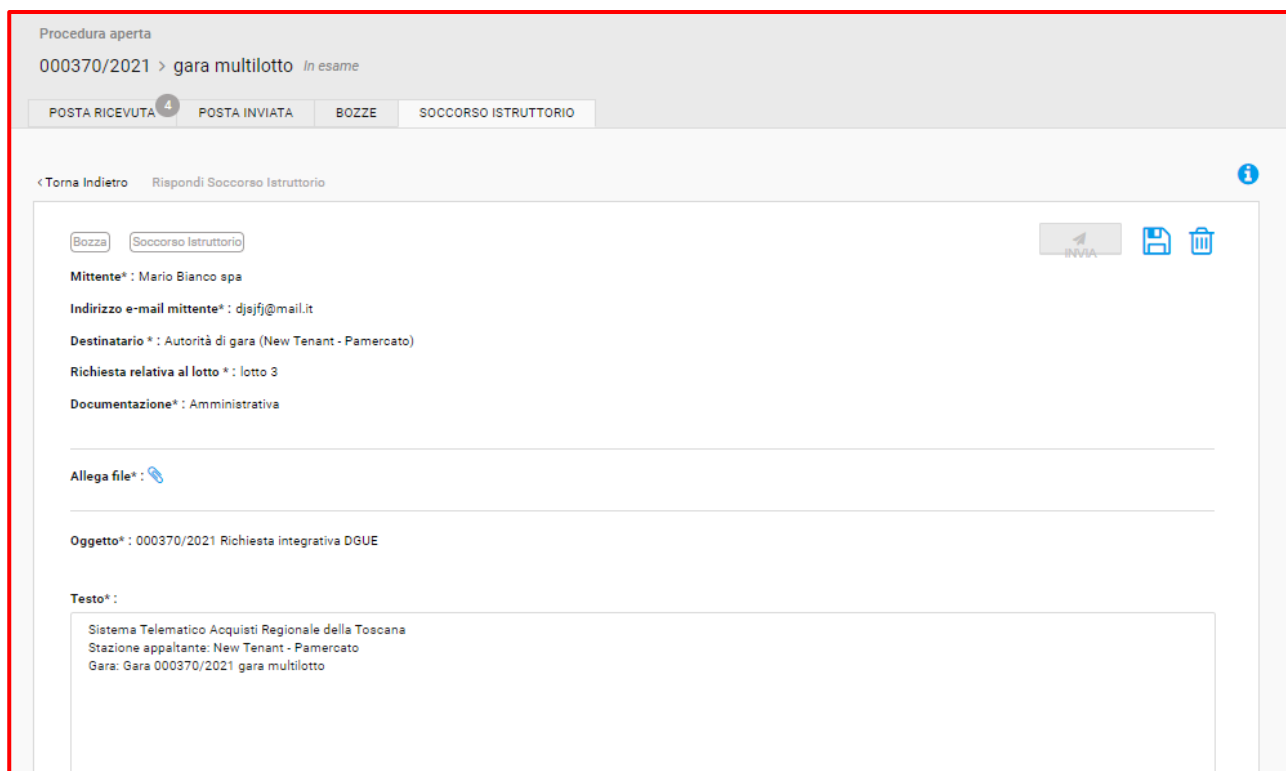 Procedura aperta
000370/2021 > gara multilotto In esame
POSTA RICEVUTA 4 POSTA INVIATA BOZZE SOCCORSO ISTRUTTORIO
< Torna Indietro Rispondi Soccorso Istruttorio
Bozza Soccorso Istruttorio INVIA
Mittente* : Mario Bianco spa
Indirizzo e-mail mittente* : djsjfj@mail.it
Destinatario * : Autorità di gara (New Tenant - Pamercato)
Richiesta relativa al lotto * : lotto 3
Documentazione* : Amministrativa
Allega file* :
Oggetto* : 000370/2021 Richiesta integrativa DGUE
Testo* :
Sistema Telematico Acquisti Regionale della Toscana
Stazione appaltante: New Tenant - Pamercato
Gara: Gara 000370/2021 gara multilotto